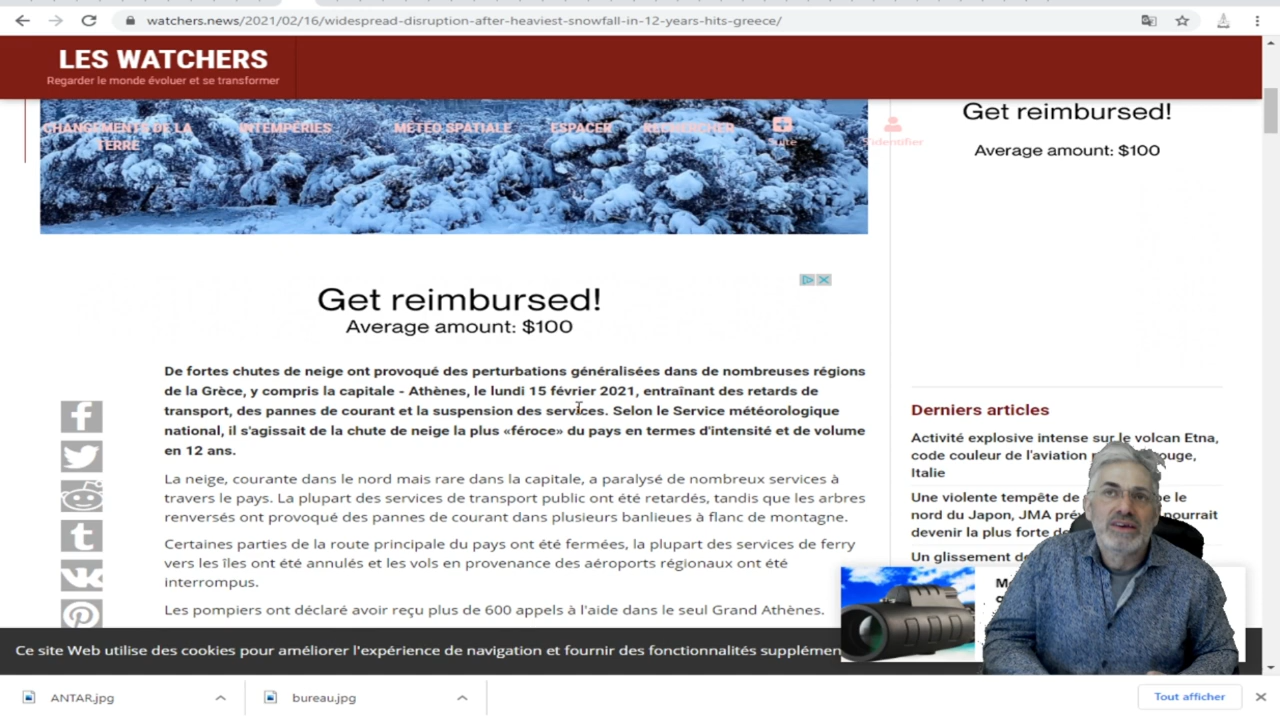 watchers.news/2021/02/16/widespread-disruption-after-heaviest-snowfall-in-12-years-hits-greece/
LES WATCHERS
Regarder le monde évoluer et se transformer
CHANGEMENTS DE LA
TERRE
INTEMPÉRIES
MÉTÉO SPATIALE
ESPACER
RECHERCHER
Suite
S'identifier
Get reimbursed!
Average amount: $100
Get reimbursed!
Average amount: $100
De fortes chutes de neige ont provoqué des perturbations généralisées dans de nombreuses régions
de la Grèce, y compris la capitale - Athènes, le lundi 15 février 2021, entraînant des retards de
transport, des pannes de courant et la suspension des services. Selon le Service météorologique
national, il s'agissait de la chute de neige la plus «féroce» du pays en termes d'intensité et de volume
en 12 ans.
La neige, courante dans le nord mais rare dans la capitale, a paralysé de nombreux services à
travers le pays. La plupart des services de transport public ont été retardés, tandis que les arbres
renversés ont provoqué des pannes de courant dans plusieurs banlieues à flanc de montagne.
Certaines parties de la route principale du pays ont été fermées, la plupart des services de ferry
vers les îles ont été annulés et les vols en provenance des aéroports régionaux ont été
interrompus.
Les pompiers ont déclaré avoir reçu plus de 600 appels à l'aide dans le seul Grand Athènes.
Derniers articles
Activité explosive intense sur le volcan Etna,
code couleur de l'aviation
Italie
Une violente tempête de le
nord du Japon, JMA pourrait
devenir la plus forte
Un glissement
Ce site Web utilise des cookies pour améliorer l'expérience de navigation et fournir des fonctionnalités
ANTAR.jpg
bureau.jpg
Tout afficher